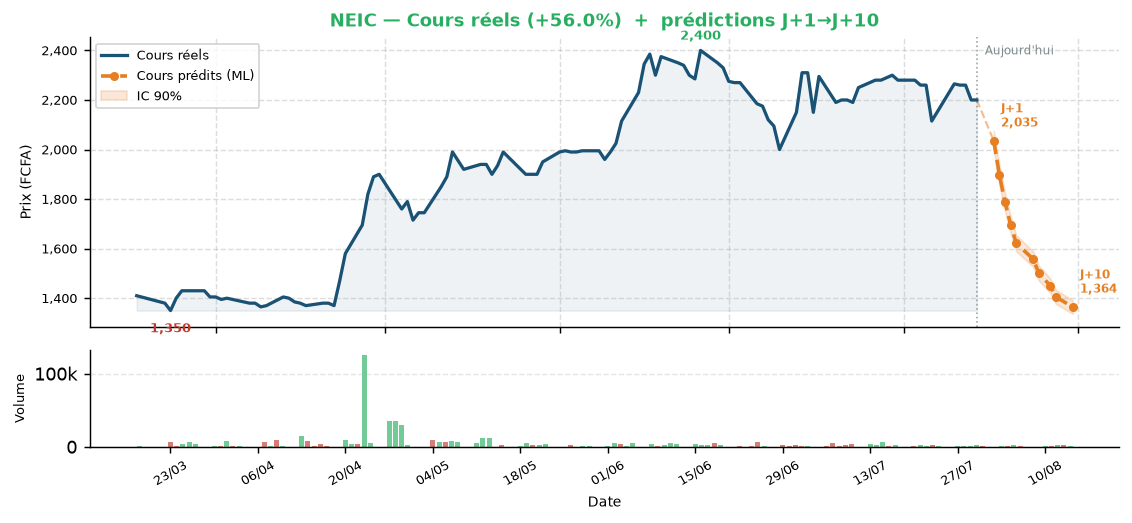 NEIC — Cours réels (+56.0%)  +  prédictions J+1→J+10
2,400
Cours réels
Cours prédits (ML)
IC 90%
Aujourd'hui
J+1
2,035
J+10
1,364
1,350
Prix (FCFA)
2,400
2,200
2,000
1,800
1,600
1,400
Volume
100k
0
23/03
06/04
20/04
04/05
18/05
01/06
15/06
29/06
13/07
27/07
10/08
Date